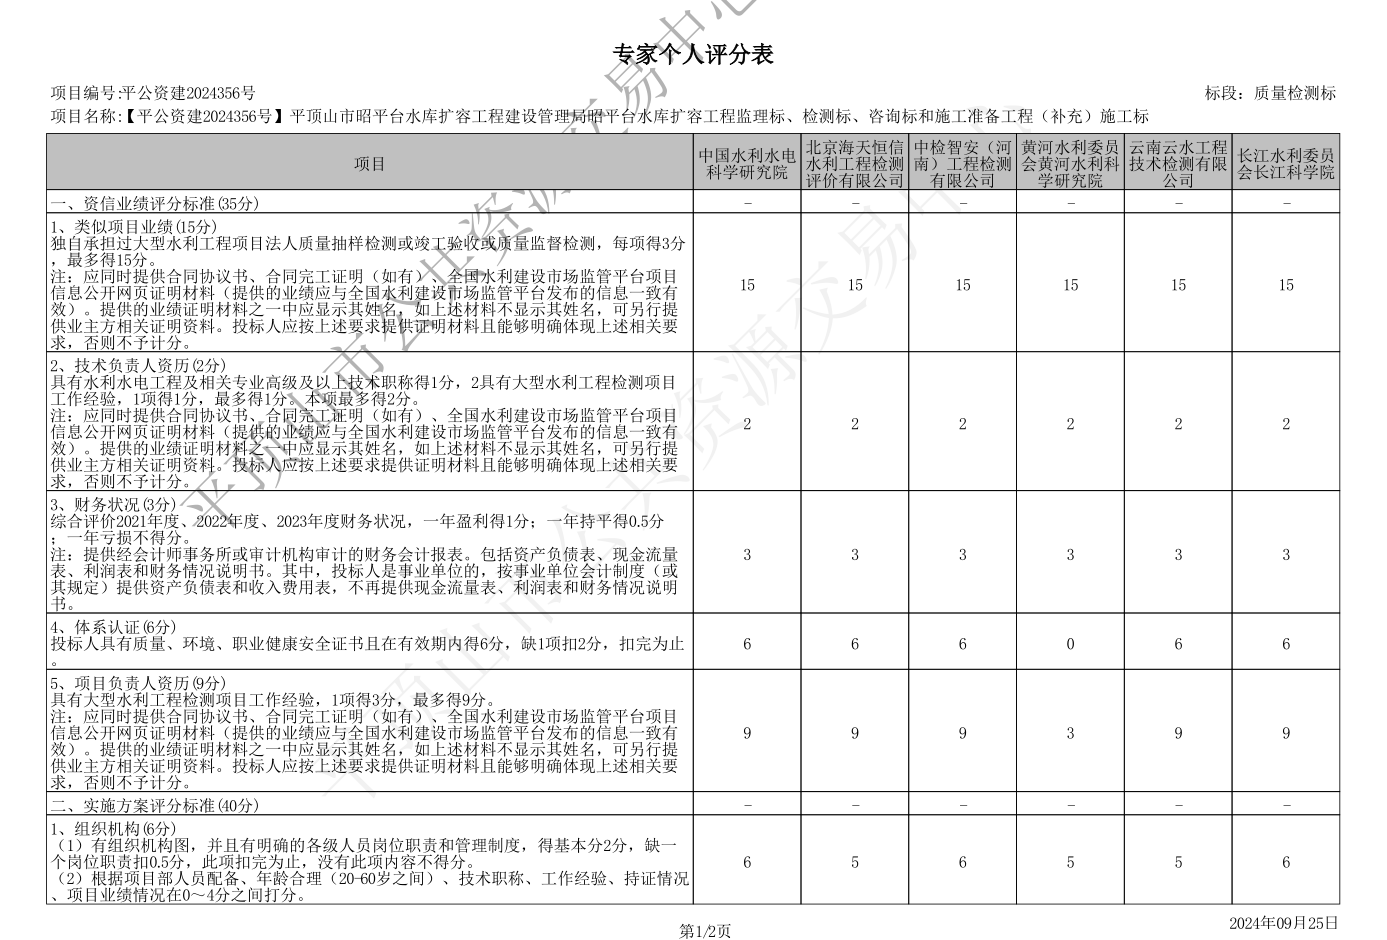 专家个人评分表
项目编号:平公资建2024356号
标段：质量检测标
项目名称:【平公资建2024356号】平顶山市昭平台水库扩容工程建设管理局昭平台水库扩容工程监理标、检测标、咨询标和施工准备工程（补充）施工标
项目
中国水利水电
科学研究院
北京海天恒信
水利工程检测
评价有限公司
中检智安（河
南）工程检测
有限公司
黄河水利委员
会黄河水利科
学研究院
云南云水工程
技术检测有限
公司
长江水利委员
会长江科学院
一、资信业绩评分标准(35分)
– – – – – –
1、类似项目业绩(15分)
独自承担过大型水利工程项目法人质量抽样检测或竣工验收或质量监督检测，每项得3分
，最多得15分。
注：应同时提供合同协议书、合同完工证明（如有）、全国水利建设市场监管平台项目
信息公开网页证明材料（提供的业绩应与全国水利建设市场监管平台发布的信息一致有
效）。提供的业绩证明材料之一中应显示其姓名，如上述材料不显示其姓名，可另行提
供业主方相关证明资料。投标人应按上述要求提供证明材料且能够明确体现上述相关要
求，否则不予计分。
15 15 15 15 15 15
2、技术负责人资历(2分)
具有水利水电工程及相关专业高级及以上技术职称得1分，2具有大型水利工程检测项目
工作经验，1项得1分，最多得1分。本项最多得2分。
注：应同时提供合同协议书、合同完工证明（如有）、全国水利建设市场监管平台项目
信息公开网页证明材料（提供的业绩应与全国水利建设市场监管平台发布的信息一致有
效）。提供的业绩证明材料之一中应显示其姓名，如上述材料不显示其姓名，可另行提
供业主方相关证明资料。投标人应按上述要求提供证明材料且能够明确体现上述相关要
求，否则不予计分。
2 2 2 2 2 2
3、财务状况(3分)
综合评价2021年度、2022年度、2023年度财务状况，一年盈利得1分；一年持平得0.5分
；一年亏损不得分。
注：提供经会计师事务所或审计机构审计的财务会计报表。包括资产负债表、现金流量
表、利润表和财务情况说明书。其中，投标人是事业单位的，按事业单位会计制度（或
其规定）提供资产负债表和收入费用表，不再提供现金流量表、利润表和财务情况说明
书。
3 3 3 3 3 3
4、体系认证(6分)
投标人具有质量、环境、职业健康安全证书且在有效期内得6分，缺1项扣2分，扣完为止
。
6 6 6 0 6 6
5、项目负责人资历(9分)
具有大型水利工程检测项目工作经验，1项得3分，最多得9分。
注：应同时提供合同协议书、合同完工证明（如有）、全国水利建设市场监管平台项目
信息公开网页证明材料（提供的业绩应与全国水利建设市场监管平台发布的信息一致有
效）。提供的业绩证明材料之一中应显示其姓名，如上述材料不显示其姓名，可另行提
供业主方相关证明资料。投标人应按上述要求提供证明材料且能够明确体现上述相关要
求，否则不予计分。
9 9 9 3 9 9
二、实施方案评分标准(40分)
– – – – – –
1、组织机构(6分)
（1）有组织机构图，并且有明确的各级人员岗位职责和管理制度，得基本分2分，缺一
个岗位职责扣0.5分，此项扣完为止，没有此项内容不得分。
（2）根据项目部人员配备、年龄合理（20-60岁之间）、技术职称、工作经验、持证情况
、项目业绩情况在0～4分之间打分。
6 5 6 5 5 6
第1/2页
2024年09月25日
平顶山市公共资源交易中心
平顶山市公共资源交易中心